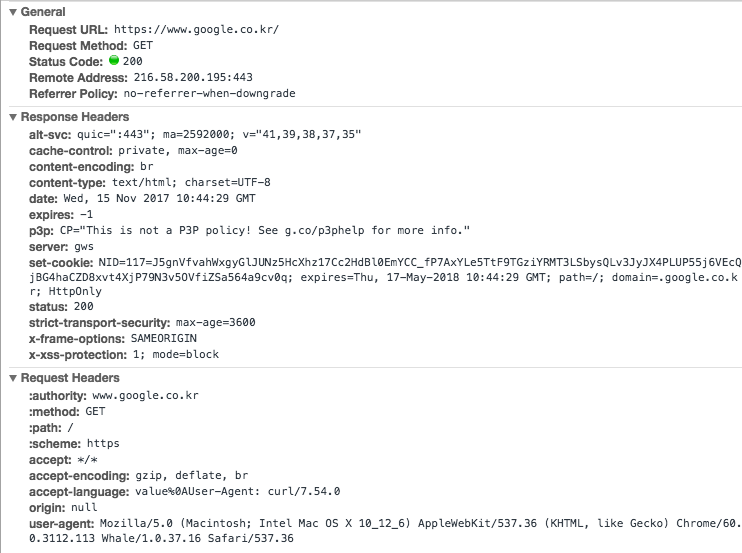 General
Request URL: https://www.google.co.kr/
Request Method: GET
Status Code: 200
Remote Address: 216.58.200.195:443
Referrer Policy: no-referrer-when-downgrade
Response Headers
alt-svc: quic=":443"; ma=2592000; v="41,39,38,37,35"
cache-control: private, max-age=0
content-encoding: br
content-type: text/html; charset=UTF-8
date: Wed, 15 Nov 2017 10:44:29 GMT
expires: -1
p3p: CP="This is not a P3P policy! See g.co/p3phelp for more info."
server: gws
set-cookie: NID=117=J5gnVfvahWxgyGlJUNz5HcXhz17Cc2HdBl0EmYCC_fP7AxYLe5TtF9TGziYRMT3LSbysQLv3JyJX4PLUP55j6VEcQ
jBG4haCZD8xvt4XjP79N3v5OVfiZSa564a9cv0q; expires=Thu, 17-May-2018 10:44:29 GMT; path=/; domain=.google.co.k
r; HttpOnly
status: 200
strict-transport-security: max-age=3600
x-frame-options: SAMEORIGIN
x-xss-protection: 1; mode=block
Request Headers
:authority: www.google.co.kr
:method: GET
:path: /
:scheme: https
accept: */*
accept-encoding: gzip, deflate, br
accept-language: value%0AUser-Agent: curl/7.54.0
origin: null
user-agent: Mozilla/5.0 (Macintosh; Intel Mac OS X 10_12_6) AppleWebKit/537.36 (KHTML, like Gecko) Chrome/60.
0.3112.113 Whale/1.0.37.16 Safari/537.36